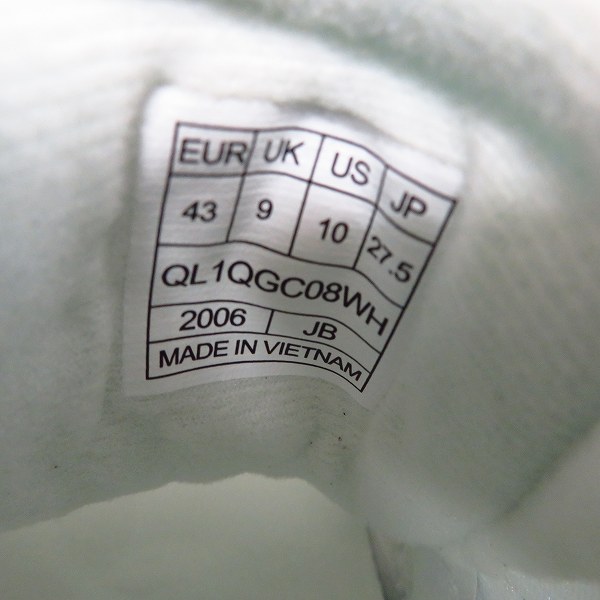 EUR UK US JP
43 9 10 27.5
QL1QGC08WH
2006 JB
MADE IN VIETNAM